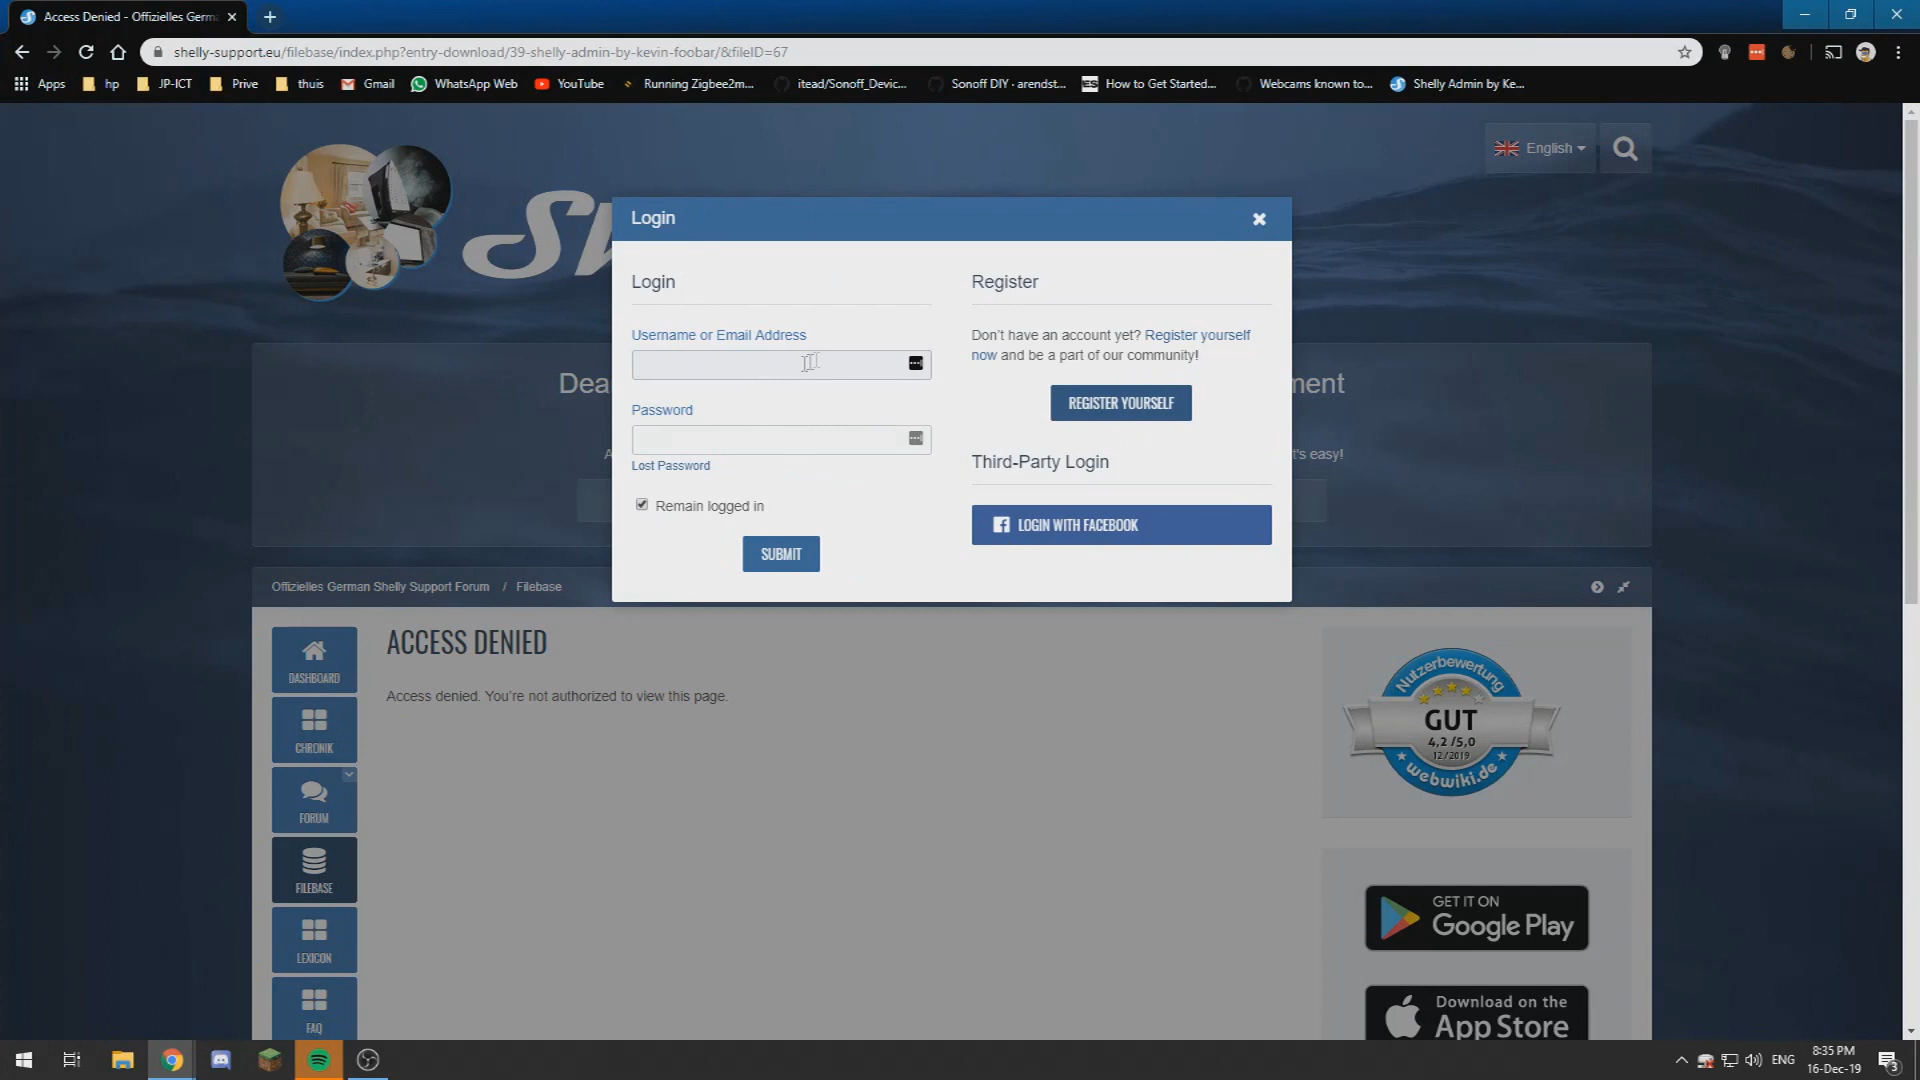 Access Denied - Offizielles Germ
shelly-support.eu/filebase/index.php?entry-download/39-shelly-admin-by-kevin-foobar/&fileID=67
Apps hp JP-ICT Prive thuis Gmail WhatsApp Web YouTube Running Zigbee2m... itead/Sonoff_Devic... Sonoff DIY · arendst... ES How to Get Started... Webcams known to... Shelly Admin by Ke...
English
Login
Login
Username or Email Address
Password
Lost Password
Remain logged in
SUBMIT
Register
Don't have an account yet? Register yourself
now and be a part of our community!
REGISTER YOURSELF
Third-Party Login
LOGIN WITH FACEBOOK
Dea
ment
A
t's easy!
Offizielles German Shelly Support Forum / Filebase
DASHBOARD
CHRONIK
FORUM
FILEBASE
LEXICON
FAQ
ACCESS DENIED
Access denied. You're not authorized to view this page.
Nutzerbewertung
GUT
4,2 /5,0
12/2019
webwiki.de
GET IT ON
Google Play
Download on the
App Store
ENG
8:35 PM
16-Dec-19
3